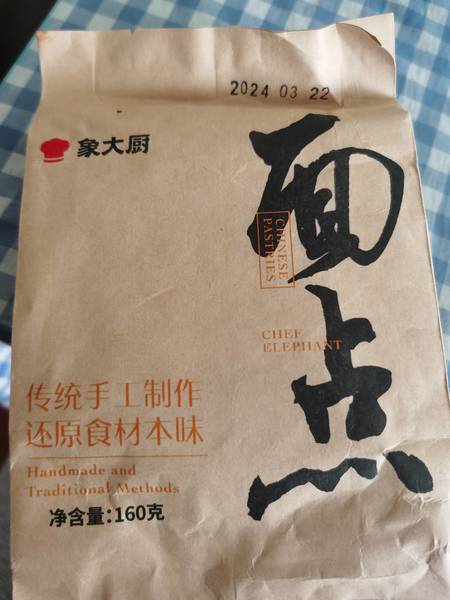 2024 03 22
象大厨
面点
CHINESE
PASTRIES
CHEF
ELEPHANT
传统手工制作
还原食材本味
Handmade and
Traditional Methods
净含量:160克